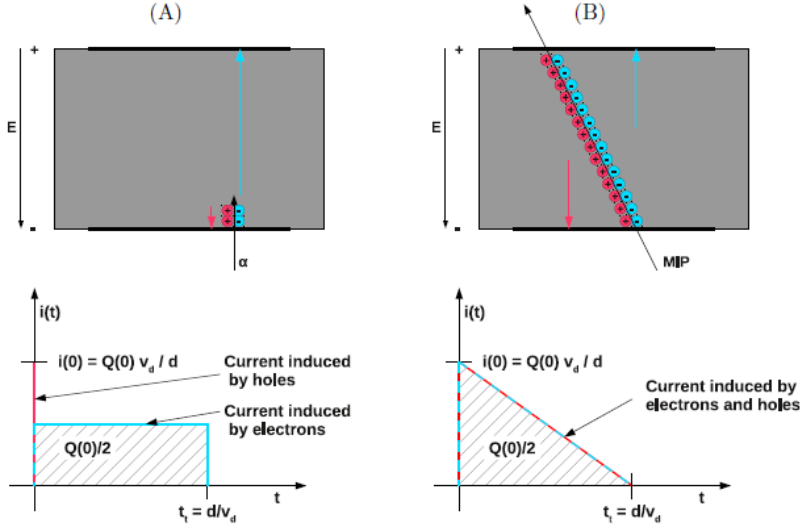 (A)
+
E
-
+
+
-
-
α
i(t)
i(0) = Q(0) v_d / d
Current induced
by holes
Current induced
by electrons
Q(0)/2
t
t_t = d/v_d
(B)
+
E
-
MIP
i(t)
i(0) = Q(0) v_d / d
Current induced by
electrons and holes
Q(0)/2
t
t_t = d/v_d